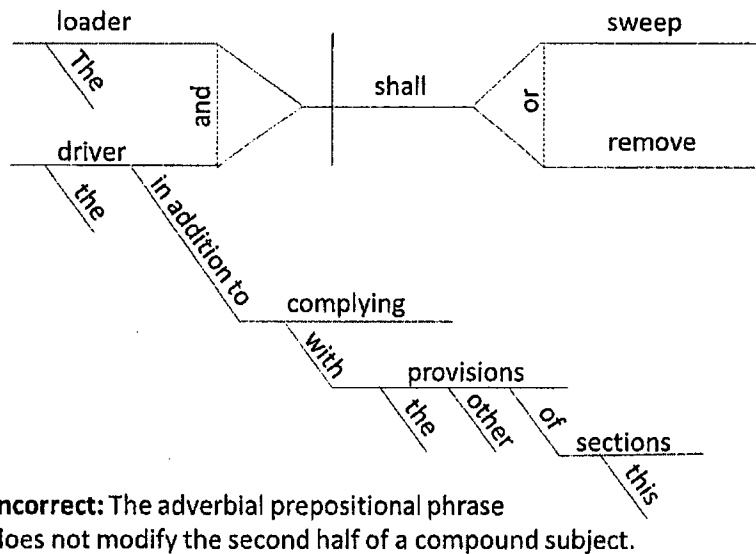 loader
The
and
driver
the
shall
sweep
or
remove
in addition to
complying
with
provisions
the
other
of
sections
this
ncorrect: The adverbial prepositional phrase
does not modify the second half of a compound subject.